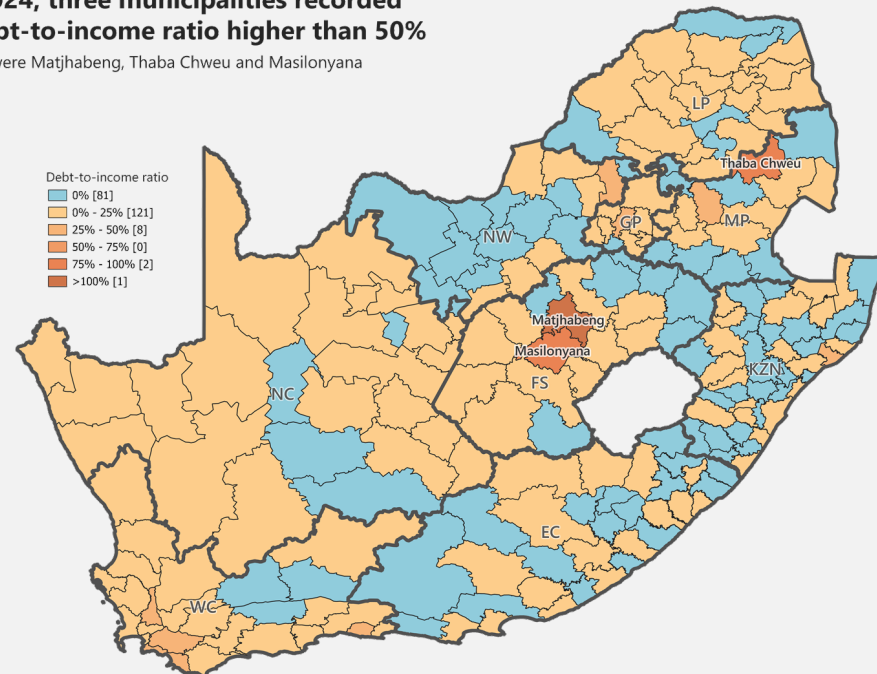 three municipalities recorded
debt-to-income ratio higher than 50%
were Matjhabeng, Thaba Chweu and Masilonyana
Debt-to-income ratio
0% [81]
0% - 25% [121]
25% - 50% [8]
50% - 75% [0]
75% - 100% [2]
>100% [1]
LP
Thaba Chweu
GP
MP
NW
Matjhabeng
Masilonyana
KZN
FS
NC
EC
WC